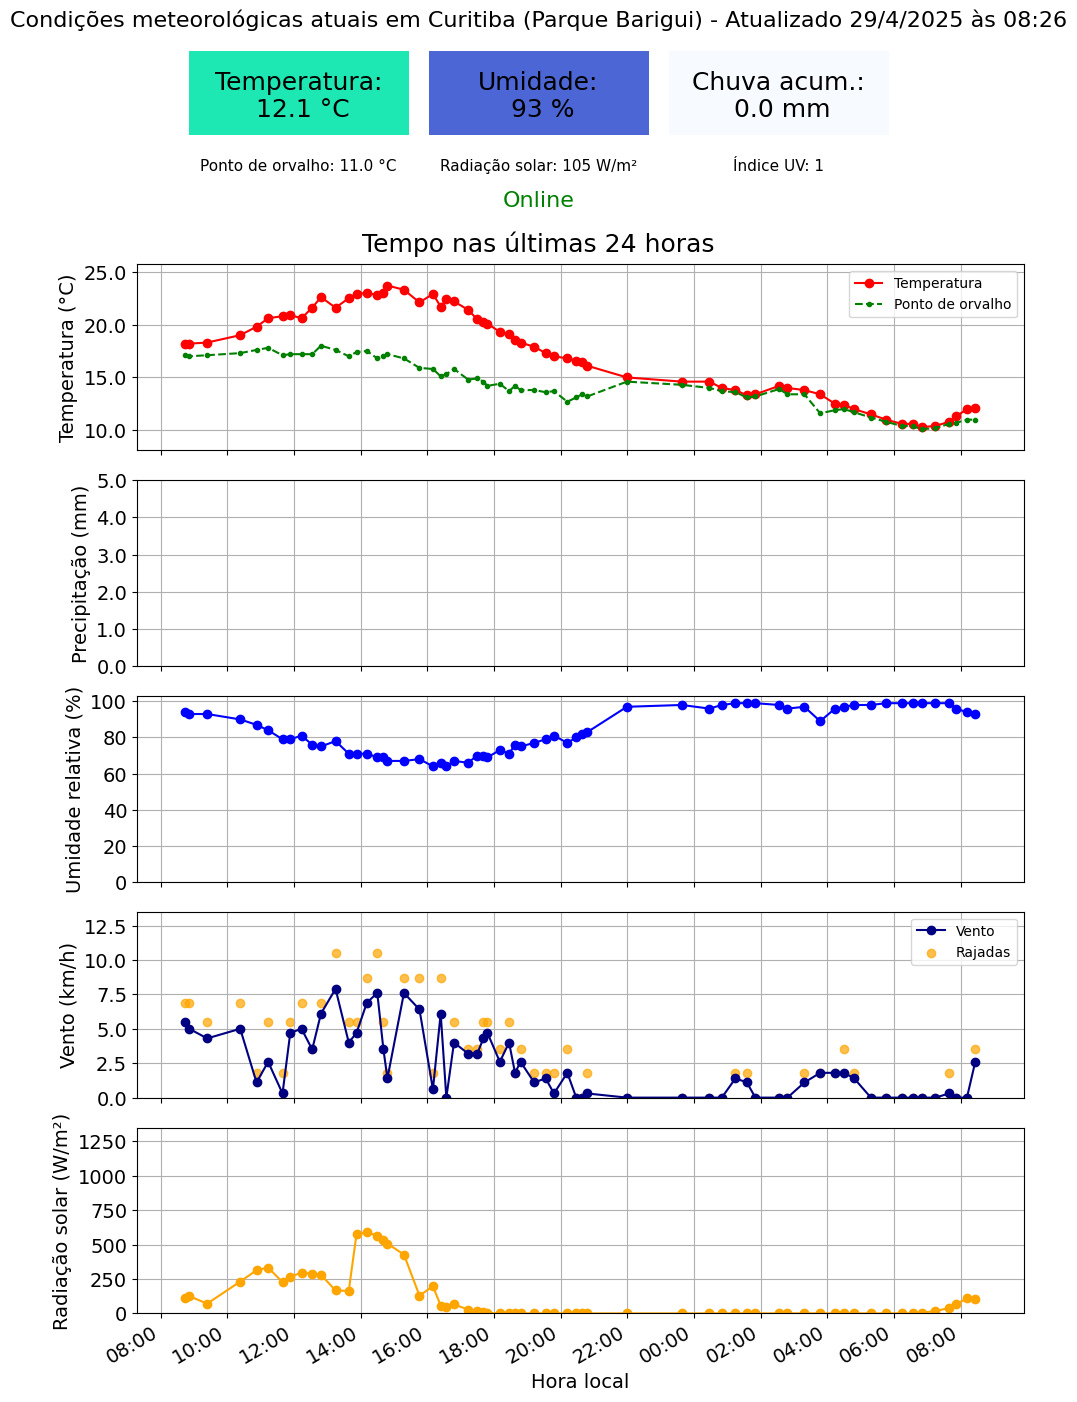 Condições meteorológicas atuais em Curitiba (Parque Barigui) - Atualizado 29/4/2025 às 08:26
Temperatura:
12.1 °C
Umidade:
93 %
Chuva acum.:
0.0 mm
Ponto de orvalho: 11.0 °C
Radiação solar: 105 W/m²
Índice UV: 1
Online
Tempo nas últimas 24 horas
Temperatura (°C)
25.0
20.0
15.0
10.0
Temperatura
Ponto de orvalho
Precipitação (mm)
5.0
4.0
3.0
2.0
1.0
0.0
Umidade relativa (%)
100
80
60
40
20
0
Vento (km/h)
12.5
10.0
7.5
5.0
2.5
0.0
Vento
Rajadas
Radiação solar (W/m²)
1250
1000
750
500
250
0
08:00
10:00
12:00
14:00
16:00
18:00
20:00
22:00
00:00
02:00
04:00
06:00
08:00
Hora local